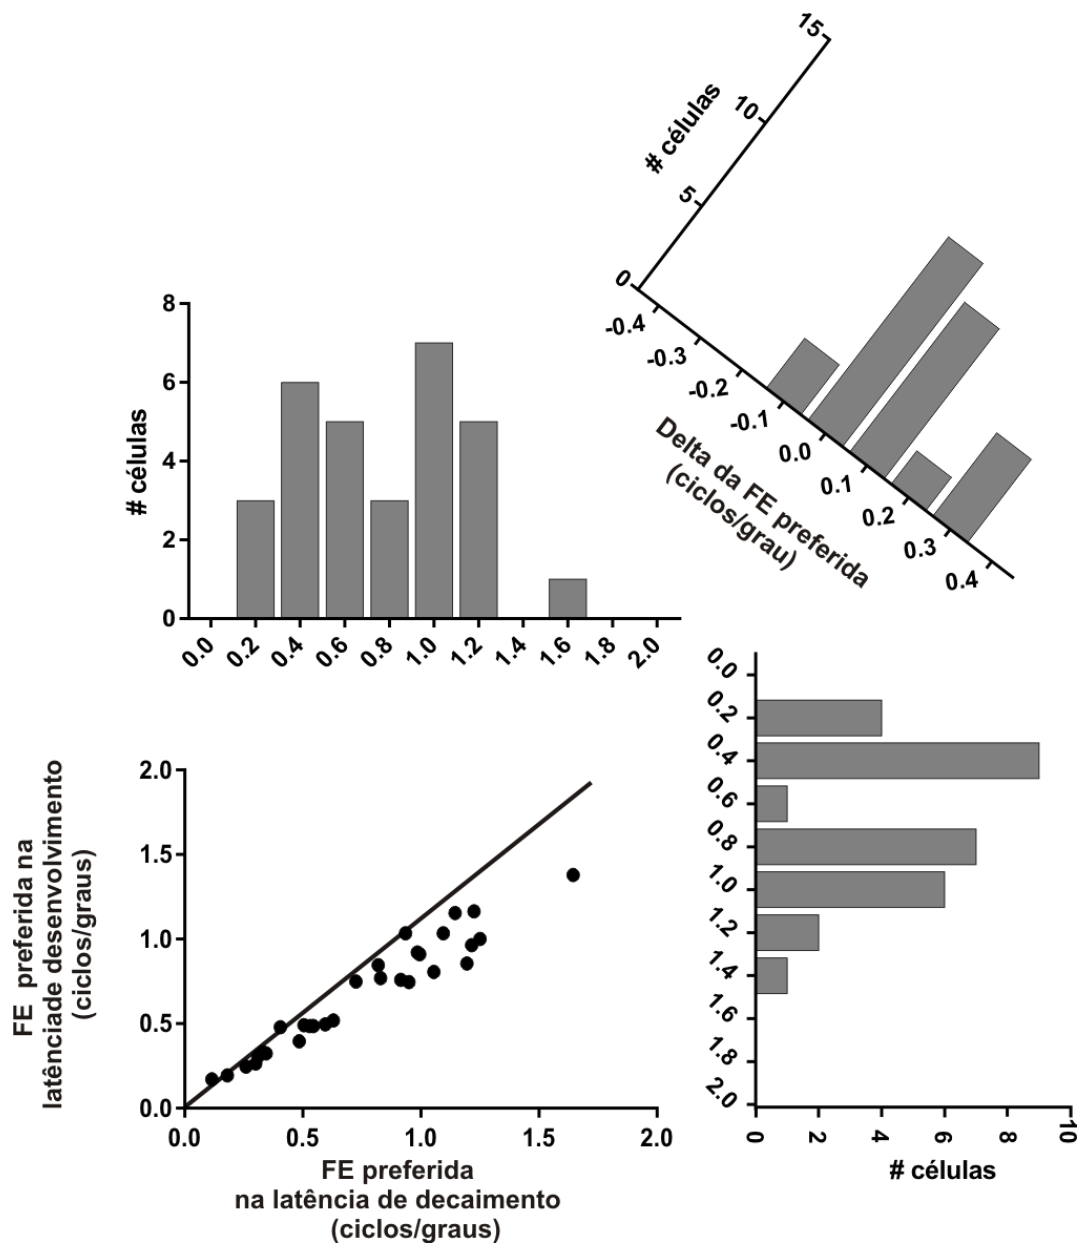 15
10
5
0
# células
-0.4
-0.3
-0.2
-0.1
0.0
0.1
0.2
0.3
0.4
Delta da FE preferida
(ciclos/grau)
8
6
4
2
0
# células
0.0 0.2 0.4 0.6 0.8 1.0 1.2 1.4 1.6 1.8 2.0
0.0
0.2
0.4
0.6
0.8
1.0
1.2
1.4
1.6
1.8
2.0
0 2 4 6 8 10
# células
FE preferida na
latênciade desenvolvimento
(ciclos/graus)
2.0
1.5
1.0
0.5
0.0
0.0 0.5 1.0 1.5 2.0
FE preferida
na latência de decaimento
(ciclos/graus)